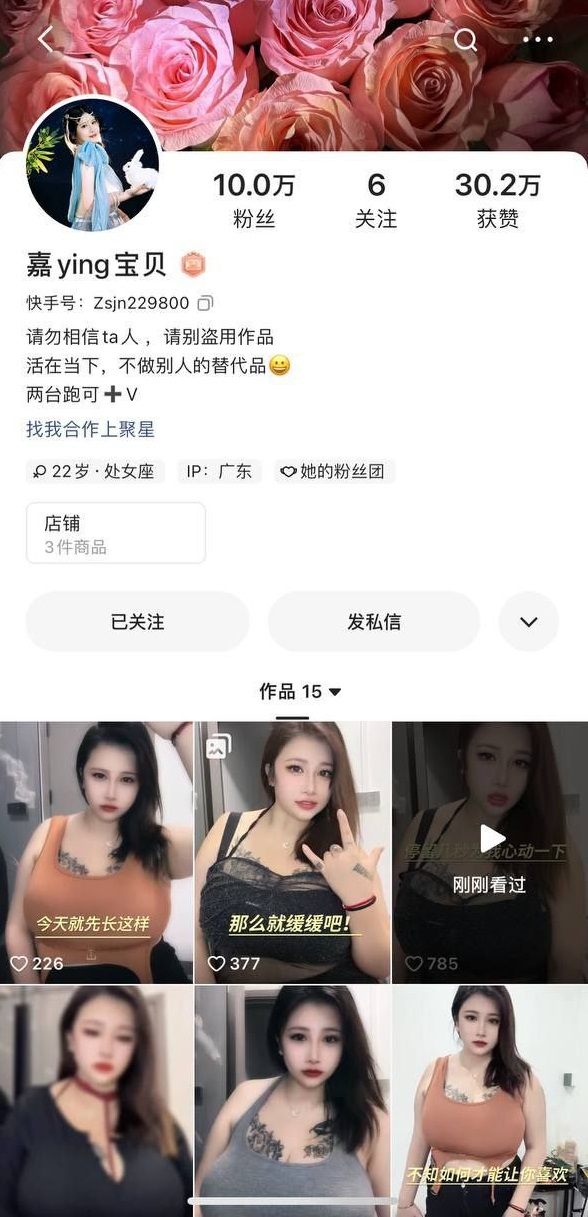 10.0万
6
30.2万
粉丝
关注
获赞
嘉ying宝贝
快手号：Zsjn229800
请勿相信ta人，请别盗用作品
活在当下，不做别人的替代品😀
两台跑可➕V
找我合作上聚星
22岁·处女座
IP：广东
她的粉丝团
店铺
3件商品
已关注
发私信
作品 15
今天就先长这样
226
那么就缓缓吧！
377
停留几秒为我心动一下
刚刚看过
785
不知如何才能让你喜欢